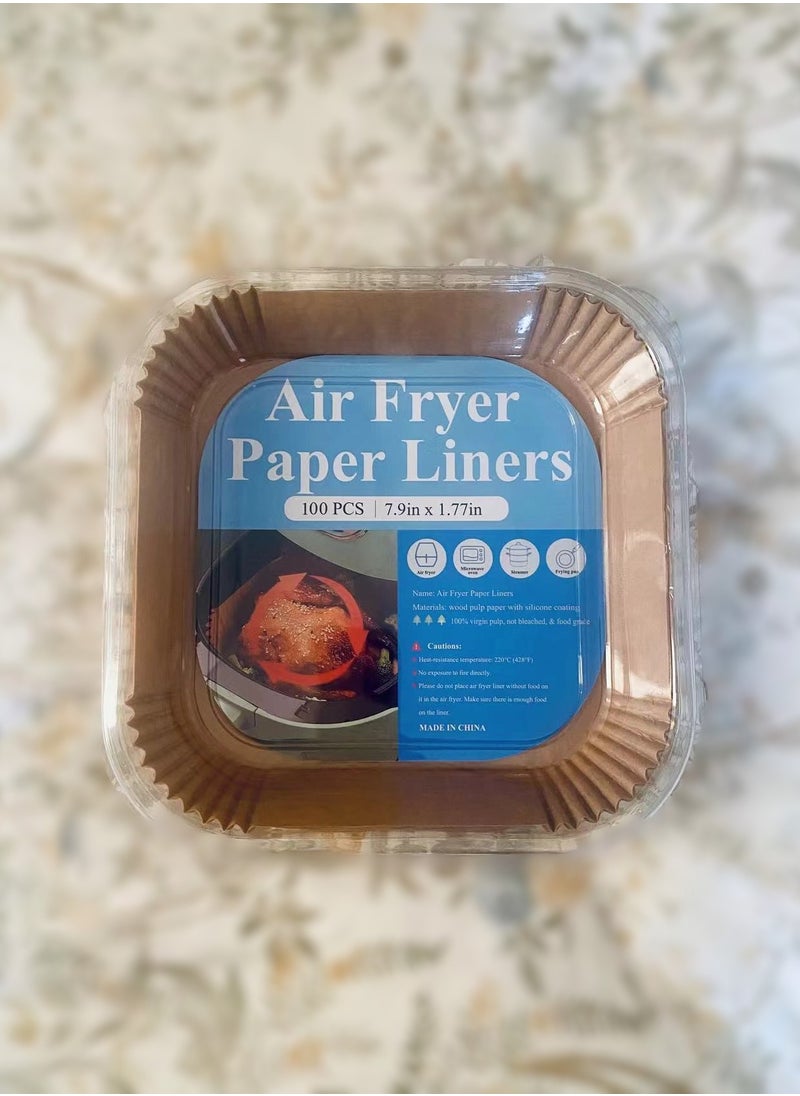 Air Fryer
Paper Liners
100 PCS | 7.9in x 1.77in
Air fryer
Microwave
oven
Steamer
Frying pan
Name: Air Fryer Paper Liners
Materials: wood pulp paper with silicone coating
100% virgin pulp, not bleached, & food grade
Cautions:
Heat-resistance temperature: 220°C (428°F)
No exposure to fire directly.
Please do not place air fryer liner without food on
it in the air fryer. Make sure there is enough food
on the liner.
MADE IN CHINA